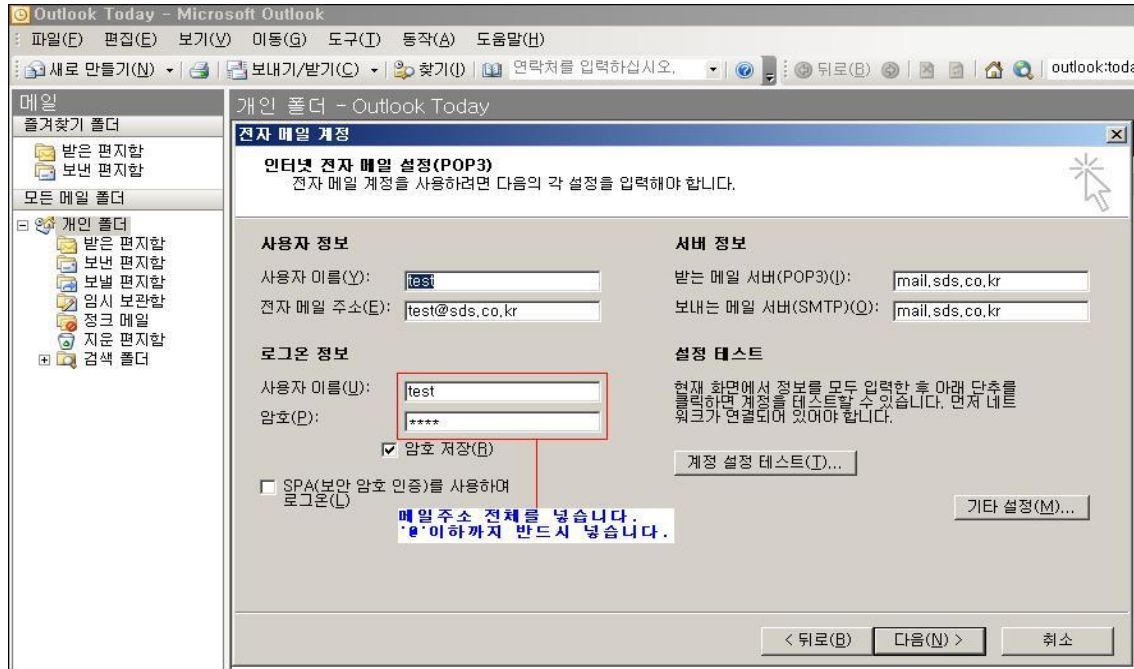 Outlook Today - Microsoft Outlook
파일(F) 편집(E) 보기(V) 이동(G) 도구(T) 동작(A) 도움말(H)
새로 만들기(N) 보내기/받기(C) 찾기(I) 연락처를 입력하십시오. 뒤로(B) outlook:toda
메일
즐겨찾기 폴더
받은 편지함
보낸 편지함
모든 메일 폴더
개인 폴더
받은 편지함
보낸 편지함
보낼 편지함
임시 보관함
정크 메일
지운 편지함
검색 폴더
개인 폴더 - Outlook Today
전자 메일 계정
인터넷 전자 메일 설정(POP3)
전자 메일 계정을 사용하려면 다음의 각 설정을 입력해야 합니다.
사용자 정보
사용자 이름(Y): test
전자 메일 주소(E): test@sds.co.kr
로그온 정보
사용자 이름(U): test
암호(P): ****
암호 저장(R)
SPA(보안 암호 인증)를 사용하여
로그온(L)
메일주소 전체를 넣습니다.
'@'이하까지 반드시 넣습니다.
서버 정보
받는 메일 서버(POP3)(I): mail.sds.co.kr
보내는 메일 서버(SMTP)(O): mail.sds.co.kr
설정 테스트
현재 화면에서 정보를 모두 입력한 후 아래 단추를
클릭하면 계정을 테스트할 수 있습니다. 먼저 네트
워크가 연결되어 있어야 합니다.
계정 설정 테스트(T)...
기타 설정(M)...
< 뒤로(B) 다음(N) > 취소